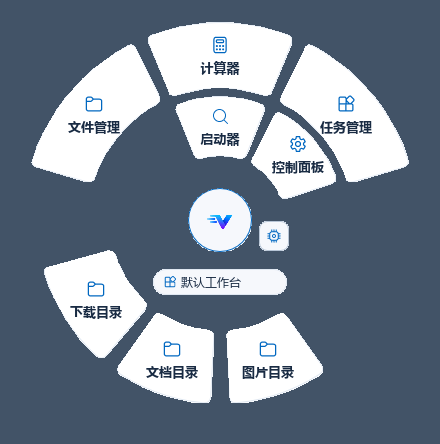 计算器
文件管理
任务管理
启动器
控制面板
默认工作台
下载目录
文档目录
图片目录